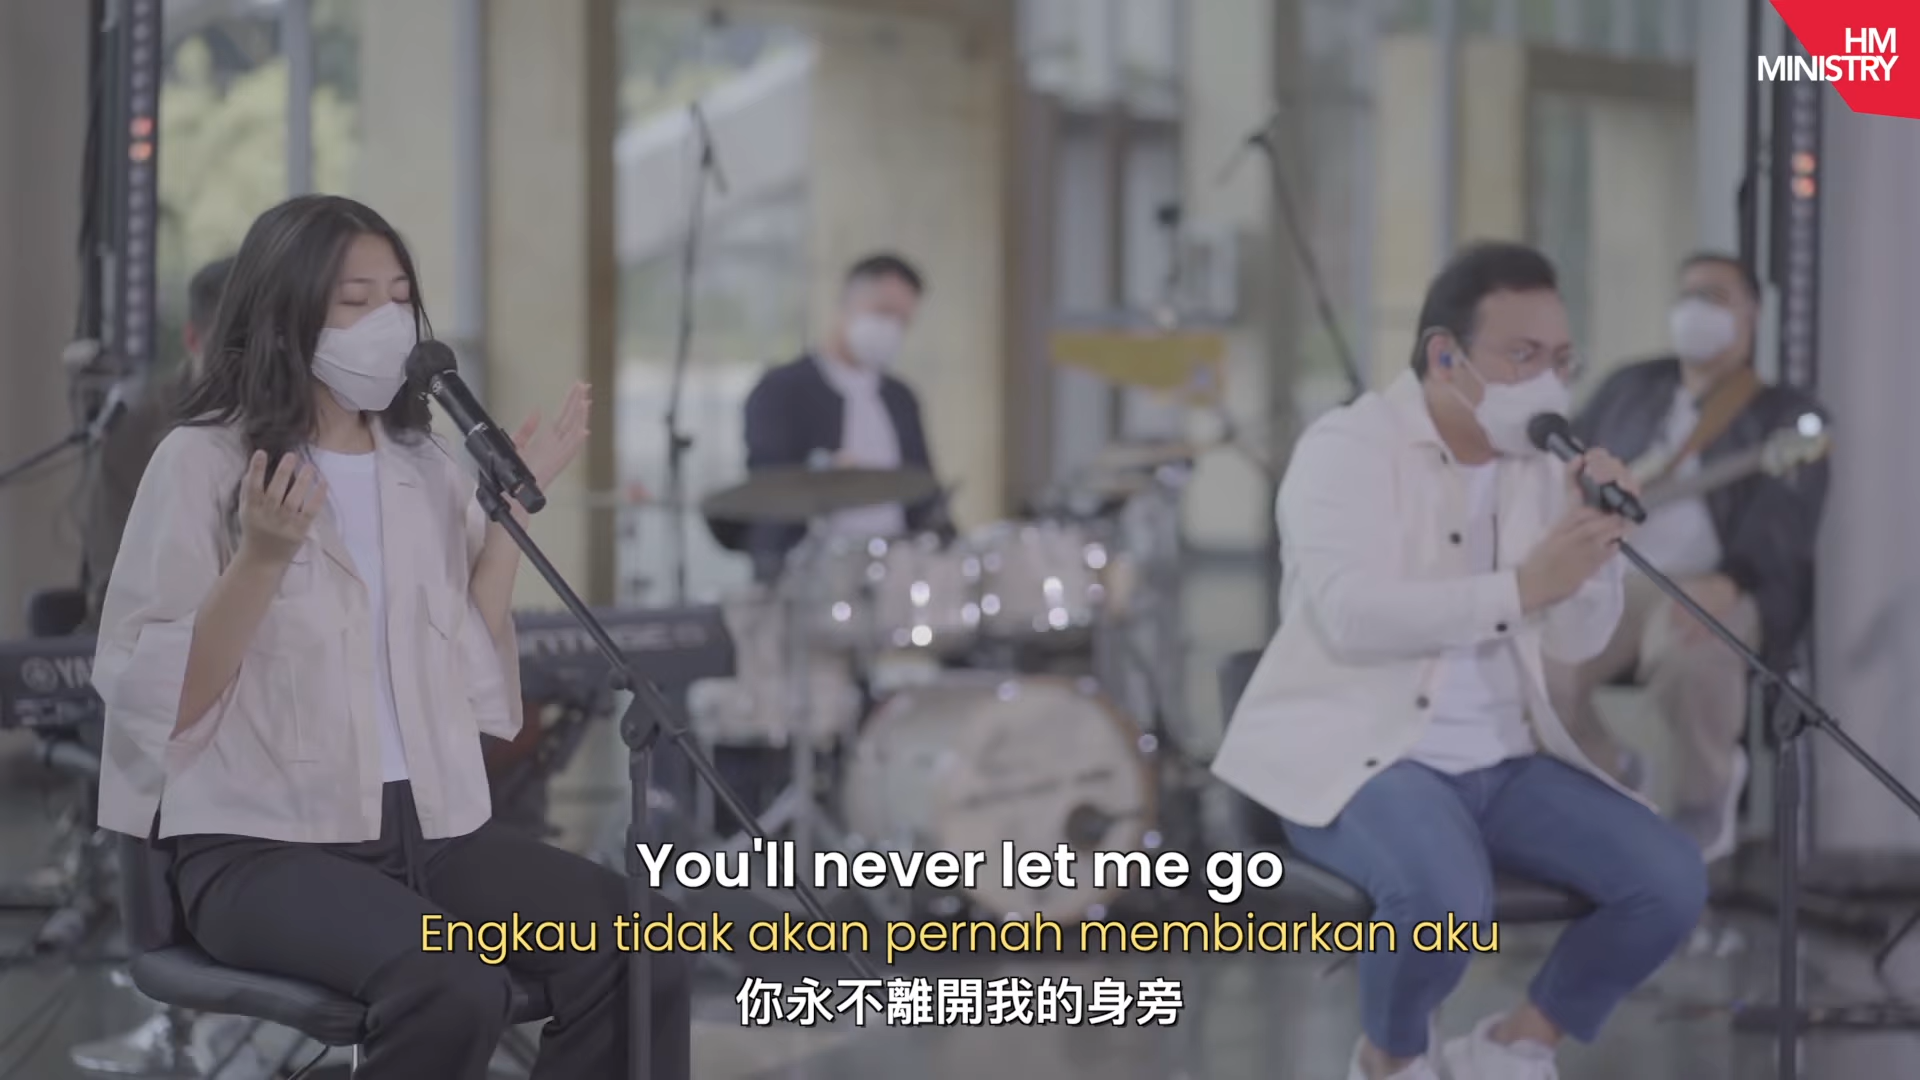 HM
MINISTRY
YA
You'll never let me go
Engkau tidak akan pernah membiarkan aku
你永不離開我的身旁